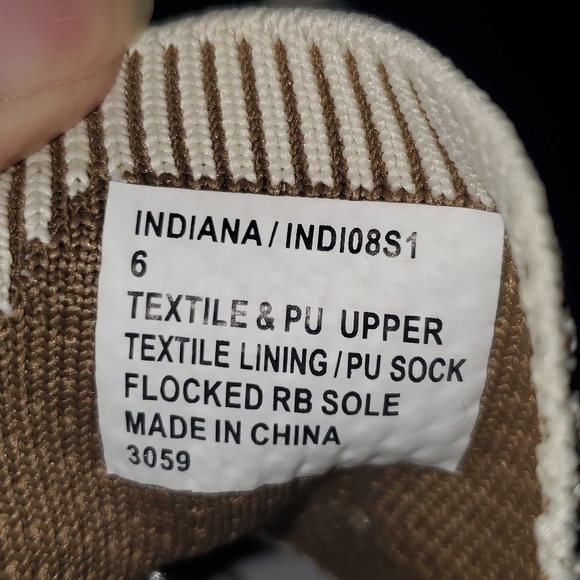 INDIANA / INDI08S1
6
TEXTILE & PU UPPER
TEXTILE LINING / PU SOCK
FLOCKED RB SOLE
MADE IN CHINA
3059